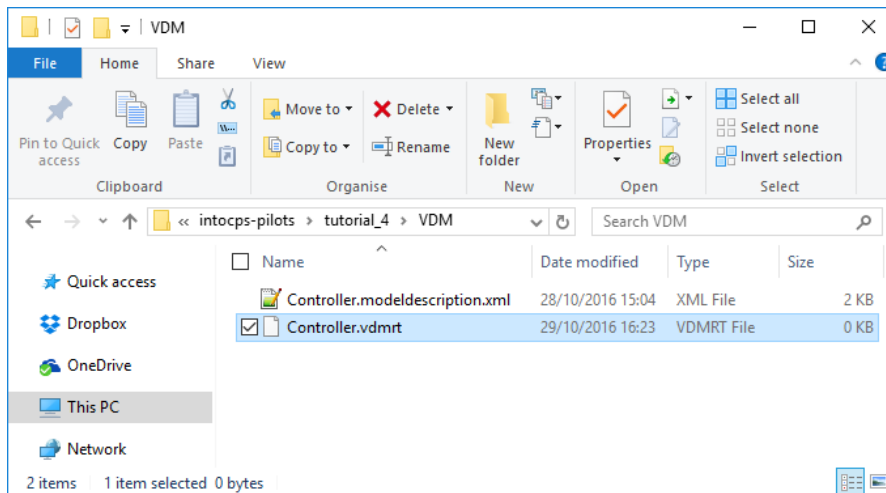 VDM
File Home Share View
Pin to Quick access
Copy
Paste
W...
Move to
Copy to
Delete
Rename
New folder
Properties
Select all
Select none
Invert selection
Clipboard Organise New Open Select
« intocps-pilots > tutorial_4 > VDM
Search VDM
Name Date modified Type Size
Controller.modeldescription.xml 28/10/2016 15:04 XML File 2 KB
Controller.vdmrt 29/10/2016 16:23 VDMRT File 0 KB
Quick access
Dropbox
OneDrive
This PC
Network
2 items 1 item selected 0 bytes